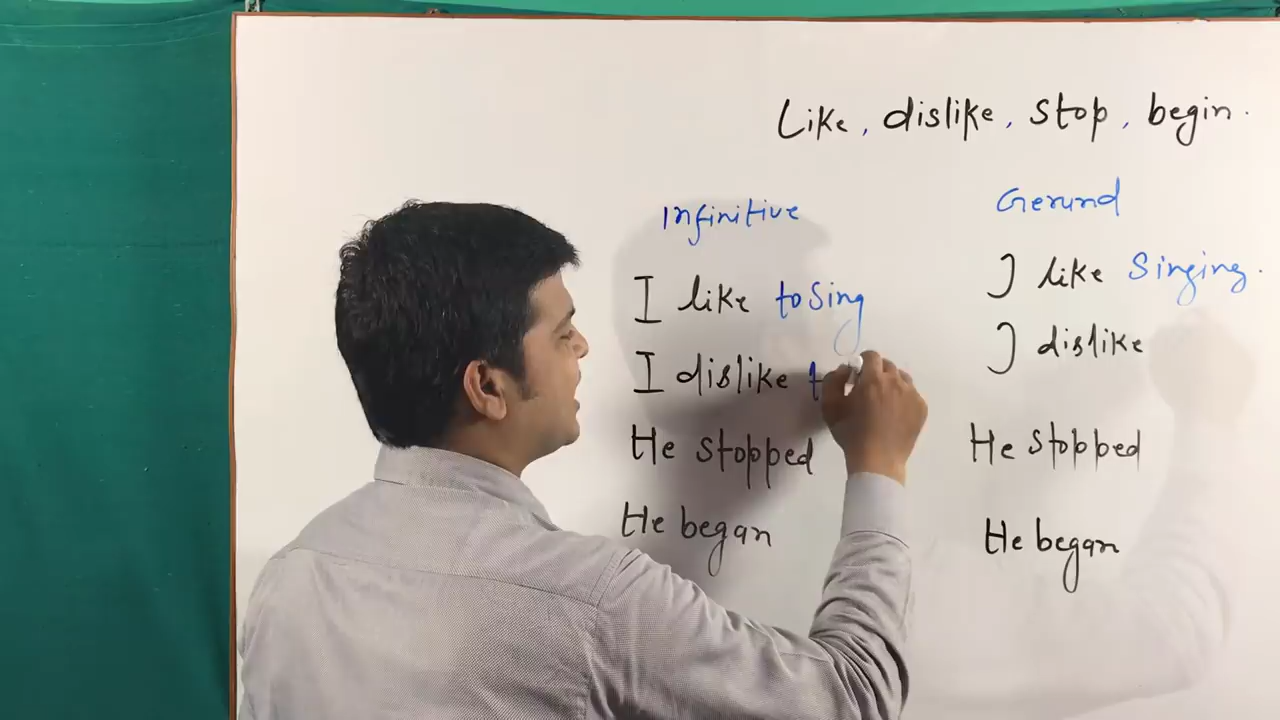 Like, dislike, stop, begin.
Infinitive
I like to sing
I dislike
He stopped
He began
Gerund
I like Singing.
I dislike
He stopped
He began